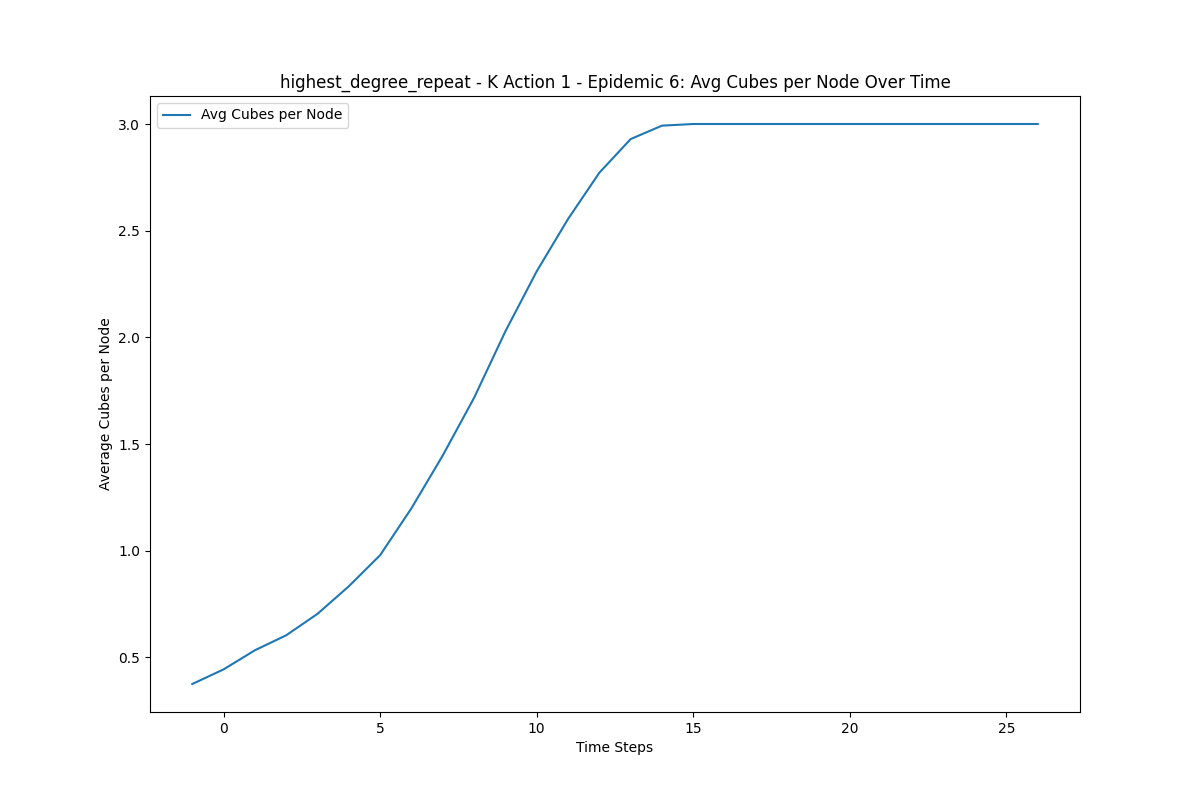 highest_degree_repeat - K Action 1 - Epidemic 6: Avg Cubes per Node Over Time
Avg Cubes per Node
3.0
2.5
2.0
1.5
1.0
0.5
Average Cubes per Node
0 5 10 15 20 25
Time Steps